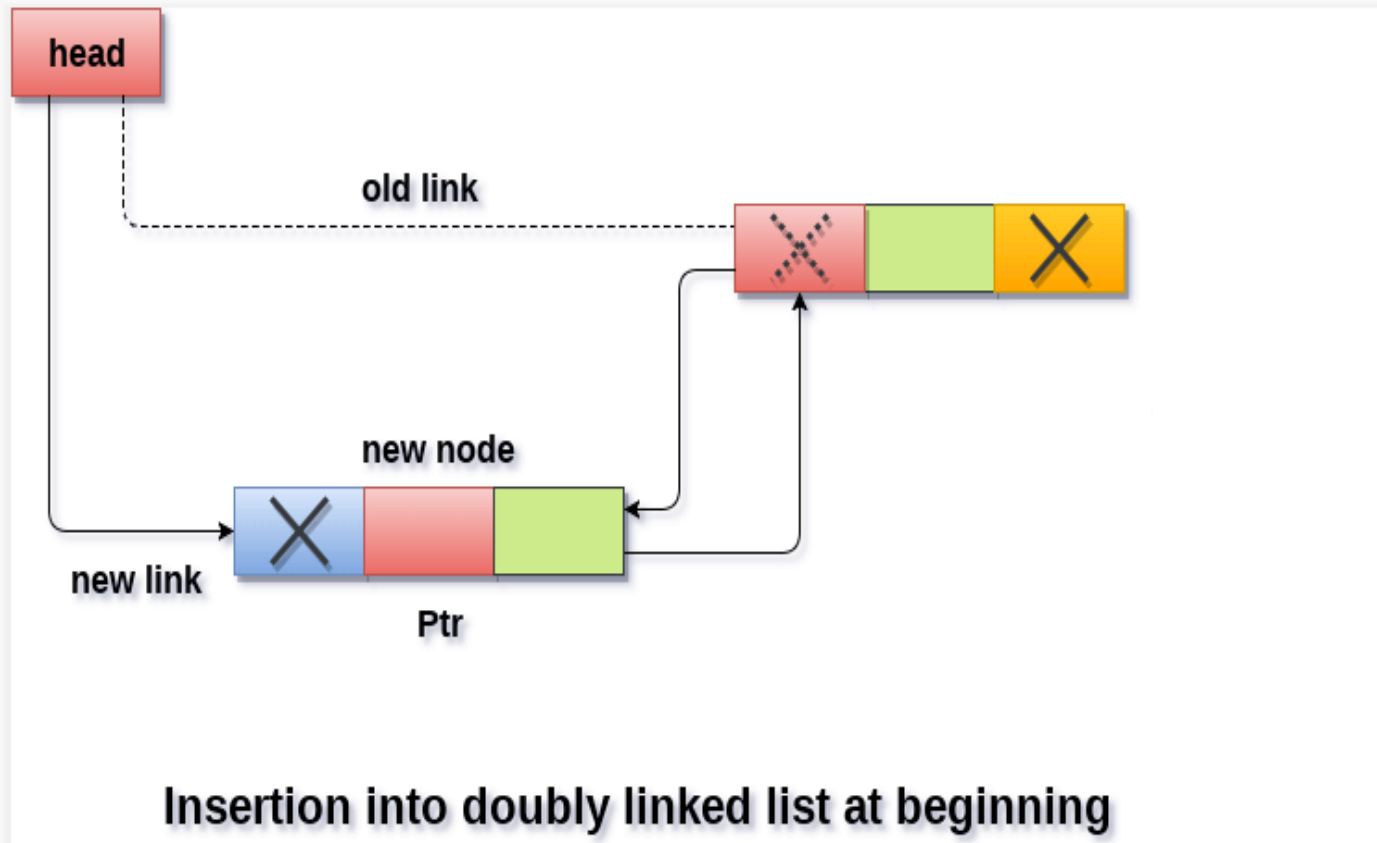 head
old link
new node
new link
Ptr
Insertion into doubly linked list at beginning